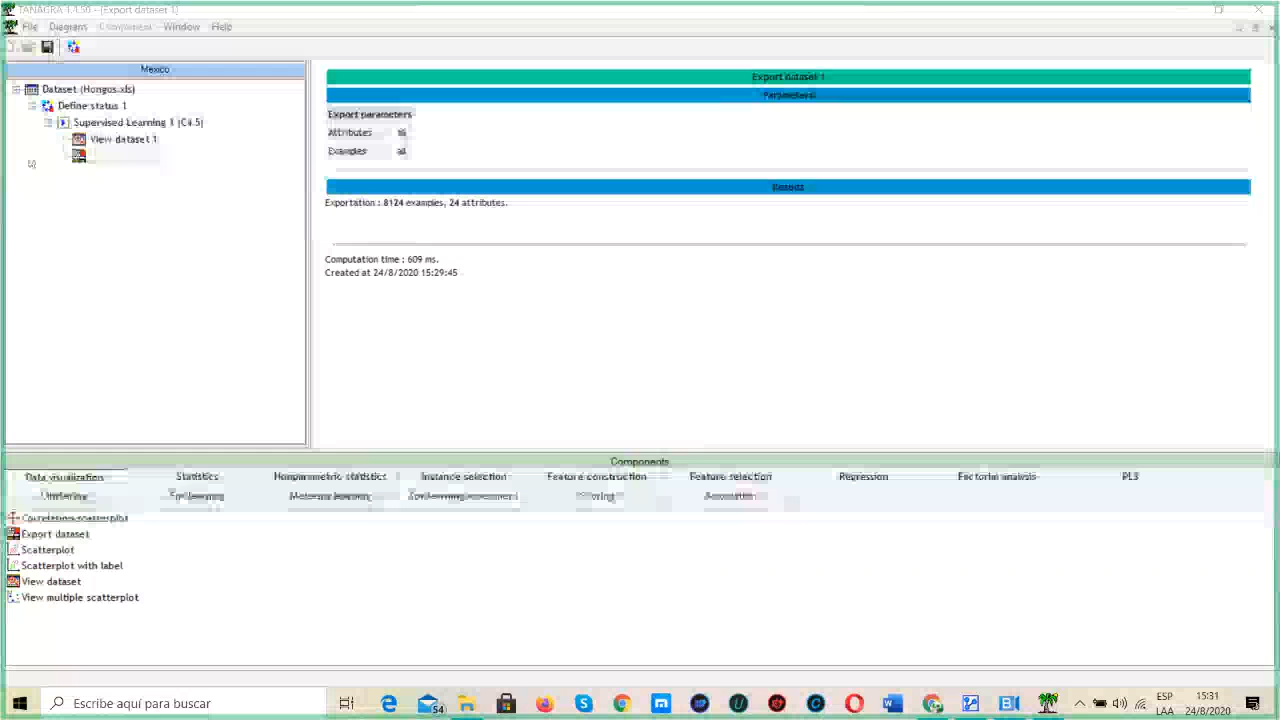 TANAGRA 1.4.50 - [Export dataset 1]
File Diagram Component Window Help
Mexico
Dataset (Hongos.xls)
Define status 1
Supervised Learning 1 (C4.5)
View dataset 1
Export dataset 1
Parameters
Export parameters
Attributes
Examples all
Results
Exportation : 8124 examples, 24 attributes.
Computation time : 609 ms.
Created at 24/8/2020 15:29:45
Components
Data visualization Statistics Nonparametric statistics Instance selection Feature construction Feature selection Regression Factorial analysis PLS
Clustering Spv learning Meta-spv learning Spv learning assessment Scoring Association
Correlation scatterplot
Export dataset
Scatterplot
Scatterplot with label
View dataset
View multiple scatterplot
Escribe aquí para buscar
54
ESP
LAA
15:31
24/8/2020